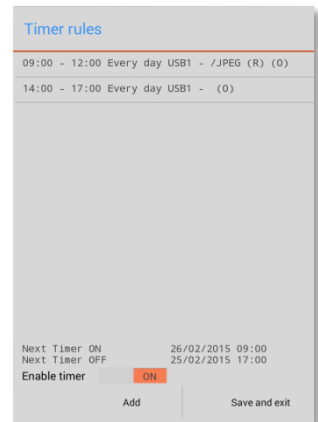 Timer rules
09:00 - 12:00 Every day USB1 - /JPEG (R) (0)
14:00 - 17:00 Every day USB1 -  (0)
Next Timer ON 26/02/2015 09:00
Next Timer OFF 25/02/2015 17:00
Enable timer ON
Add Save and exit